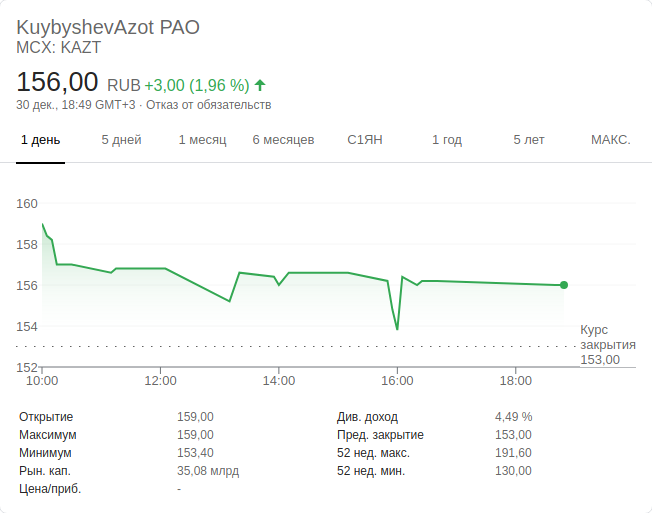 KuybyshevAzot PAO
MCX: KAZT
156,00 RUB +3,00 (1,96 %)
30 дек., 18:49 GMT+3 · Отказ от обязательств
1 день 5 дней 1 месяц 6 месяцев С1ЯН 1 год 5 лет МАКС.
160
158
156
154
152
Курс
закрытия
153,00
10:00 12:00 14:00 16:00 18:00
Открытие 159,00 Див. доход 4,49 %
Максимум 159,00 Пред. закрытие 153,00
Минимум 153,40 52 нед. макс. 191,60
Рын. кап. 35,08 млрд 52 нед. мин. 130,00
Цена/приб. -